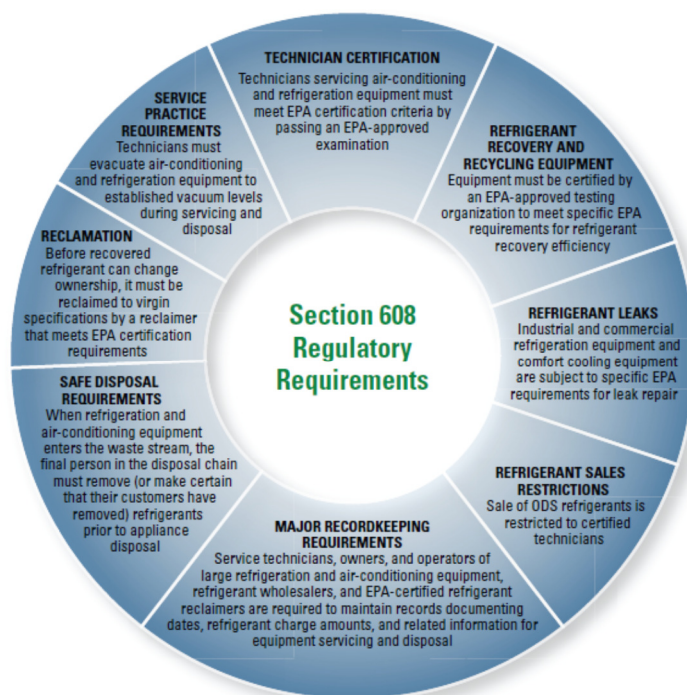 TECHNICIAN CERTIFICATION
Technicians servicing air-conditioning
and refrigeration equipment must
meet EPA certification criteria by
passing an EPA-approved
examination
REFRIGERANT
RECOVERY AND
RECYCLING EQUIPMENT
Equipment must be certified by
an EPA-approved testing
organization to meet specific EPA
requirements for refrigerant
recovery efficiency
REFRIGERANT LEAKS
Industrial and commercial
refrigeration equipment and
comfort cooling equipment
are subject to specific EPA
requirements for leak repair
REFRIGERANT SALES
RESTRICTIONS
Sale of ODS refrigerants is
restricted to certified
technicians
MAJOR RECORDKEEPING
REQUIREMENTS
Service technicians, owners, and operators of
large refrigeration and air-conditioning equipment,
refrigerant wholesalers, and EPA-certified refrigerant
reclaimers are required to maintain records documenting
dates, refrigerant charge amounts, and related information for
equipment servicing and disposal
SAFE DISPOSAL
REQUIREMENTS
When refrigeration and
air-conditioning equipment
enters the waste stream, the
final person in the disposal chain
must remove (or make certain
that their customers have
removed) refrigerants
prior to appliance
disposal
RECLAMATION
Before recovered
refrigerant can change
ownership, it must be
reclaimed to virgin
specifications by a reclaimer
that meets EPA certification
requirements
SERVICE
PRACTICE
REQUIREMENTS
Technicians must
evacuate air-conditioning
and refrigeration equipment to
established vacuum levels
during servicing and
disposal
Section 608
Regulatory
Requirements